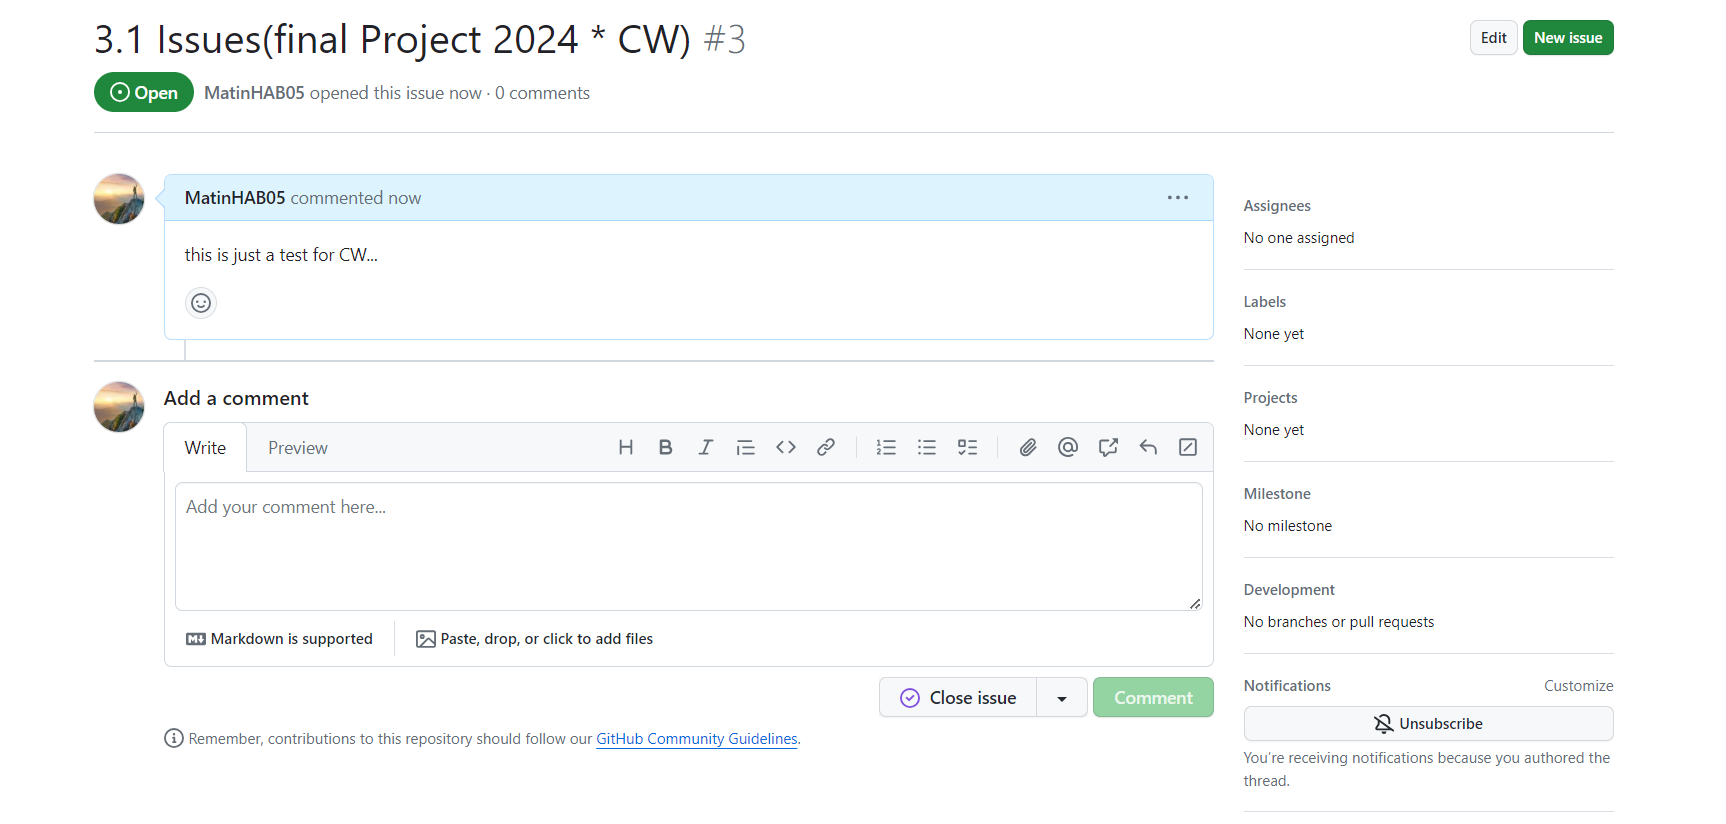 3.1 Issues(final Project 2024 * CW) #3
Edit
New issue
Open
MatinHAB05 opened this issue now · 0 comments
MatinHAB05 commented now
this is just a test for CW...
Add a comment
Write
Preview
Add your comment here...
Markdown is supported
Paste, drop, or click to add files
Close issue
Comment
Remember, contributions to this repository should follow our GitHub Community Guidelines.
Assignees
No one assigned
Labels
None yet
Projects
None yet
Milestone
No milestone
Development
No branches or pull requests
Notifications
Customize
Unsubscribe
You're receiving notifications because you authored the
thread.